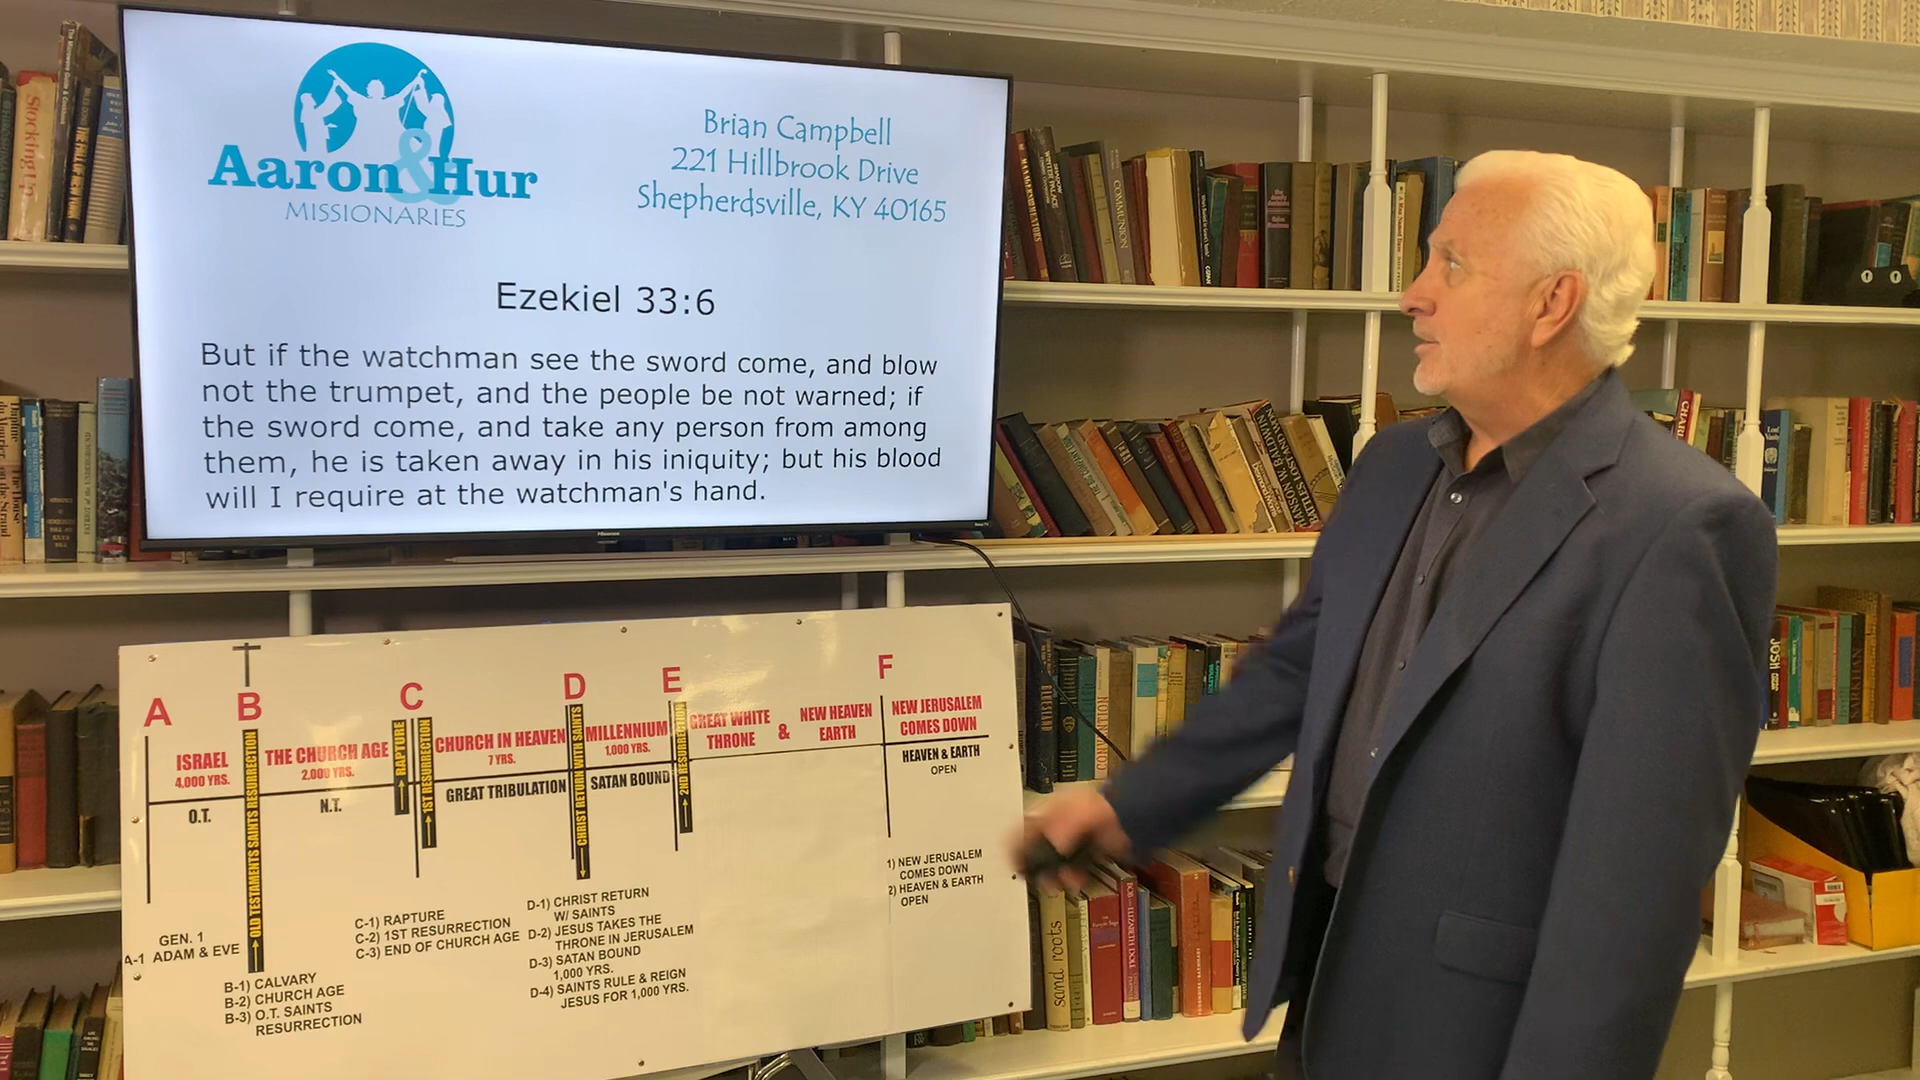 Aaron & Hur
MISSIONARIES
Brian Campbell
221 Hillbrook Drive
Shepherdsville, KY 40165
Ezekiel 33:6
But if the watchman see the sword come, and blow
not the trumpet, and the people be not warned; if
the sword come, and take any person from among
them, he is taken away in his iniquity; but his blood
will I require at the watchman's hand.
Hisense
A
B
C
D
E
F
ISRAEL
4,000 YRS.
O.T.
OLD TESTAMENTS SAINTS RESURRECTION
THE CHURCH AGE
2,000 YRS.
N.T.
RAPTURE
1ST RESURRECTION
CHURCH IN HEAVEN
7 YRS.
GREAT TRIBULATION
CHRIST RETURN WITH SAINTS
MILLENNIUM
1,000 YRS.
SATAN BOUND
2ND RESURRECTION
GREAT WHITE
THRONE
&
NEW HEAVEN
EARTH
NEW JERUSALEM
COMES DOWN
HEAVEN & EARTH
OPEN
GEN. 1
A-1 ADAM & EVE
B-1) CALVARY
B-2) CHURCH AGE
B-3) O.T. SAINTS
RESURRECTION
C-1) RAPTURE
C-2) 1ST RESURRECTION
C-3) END OF CHURCH AGE
D-1) CHRIST RETURN
W/ SAINTS
D-2) JESUS TAKES THE
THRONE IN JERUSALEM
D-3) SATAN BOUND
1,000 YRS.
D-4) SAINTS RULE & REIGN
JESUS FOR 1,000 YRS.
1) NEW JERUSALEM
COMES DOWN
2) HEAVEN & EARTH
OPEN
Stocking Up
COMMUNION
sand roots
JOSH